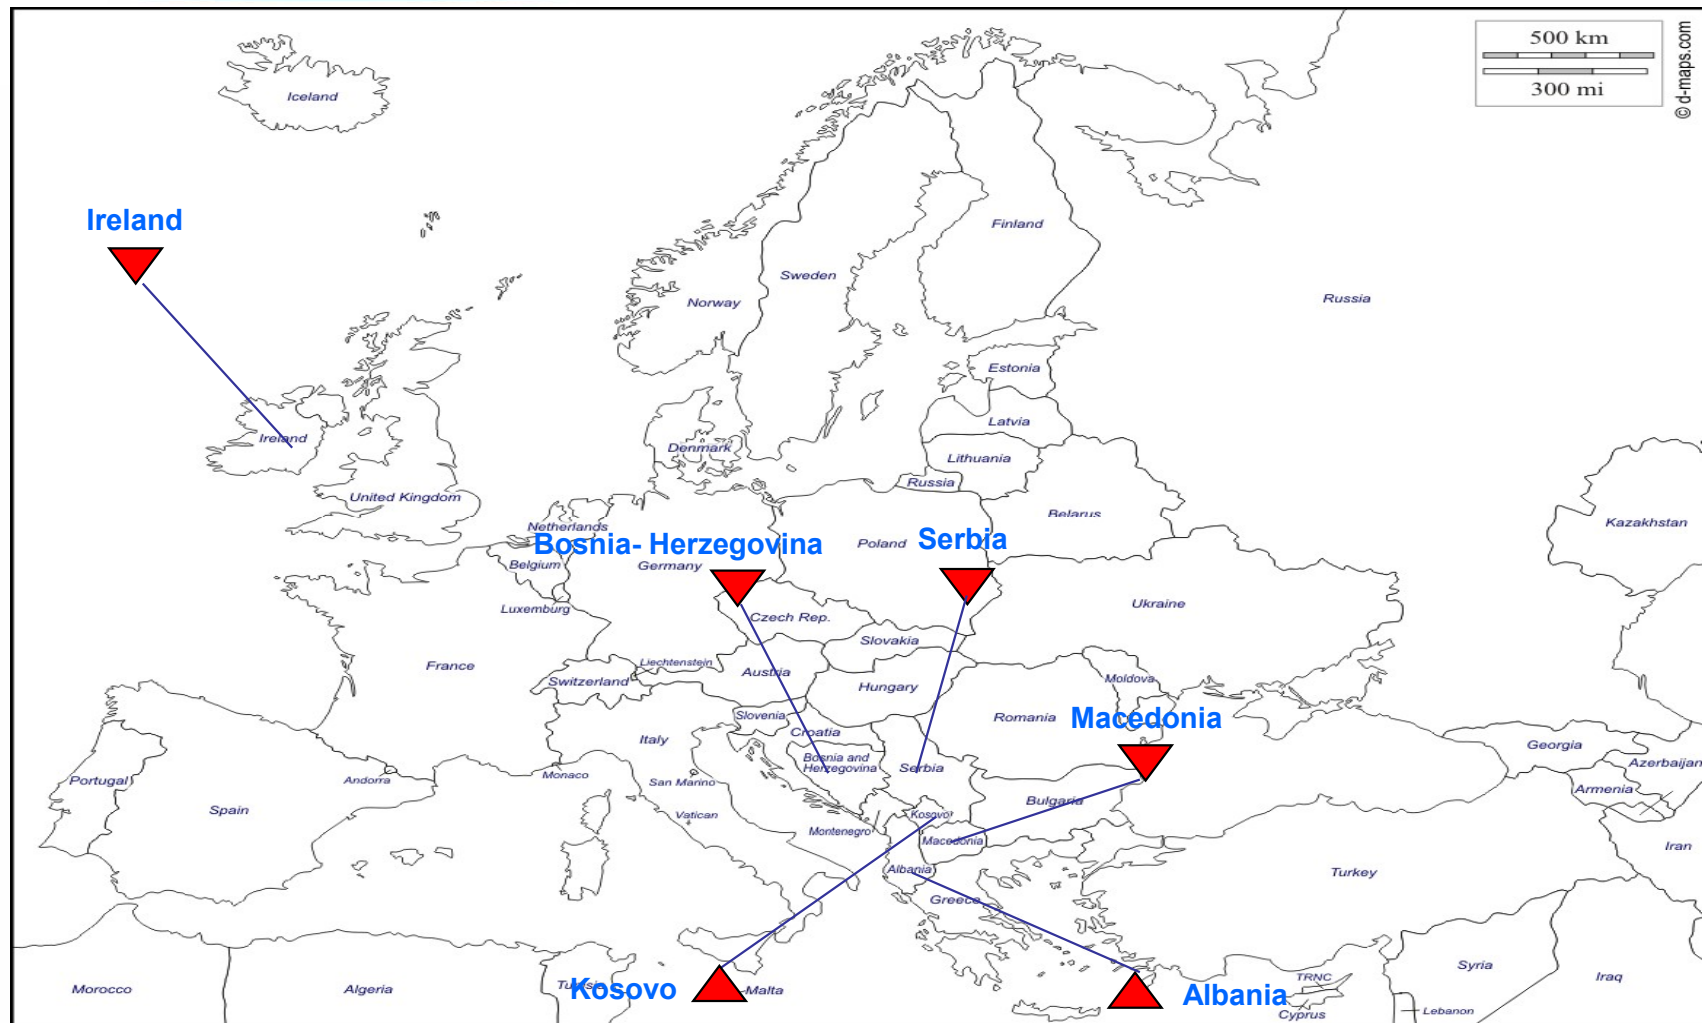 500 km
300 mi
© d-maps.com
Iceland
Ireland
Finland
Sweden
Norway
Russia
Estonia
Latvia
Ireland
Denmark
Lithuania
Russia
United Kingdom
Belarus
Netherlands
Kazakhstan
Bosnia- Herzegovina
Serbia
Poland
Belgium
Germany
Luxemburg
Czech Rep.
Ukraine
Slovakia
France
Liechtenstein
Austria
Switzerland
Hungary
Moldova
Slovenia
Romania
Macedonia
Croatia
Italy
Georgia
Bosnia and
Herzegovina
Serbia
Azerbaijan
Portugal
Andorra
Monaco
San Marino
Armenia
Spain
Vatican
Bulgaria
Kosovo
Montenegro
Macedonia
Iran
Albania
Turkey
Greece
Syria
TRNC
Iraq
Morocco
Algeria
Tunisia
Kosovo
Malta
Albania
Cyprus
Lebanon